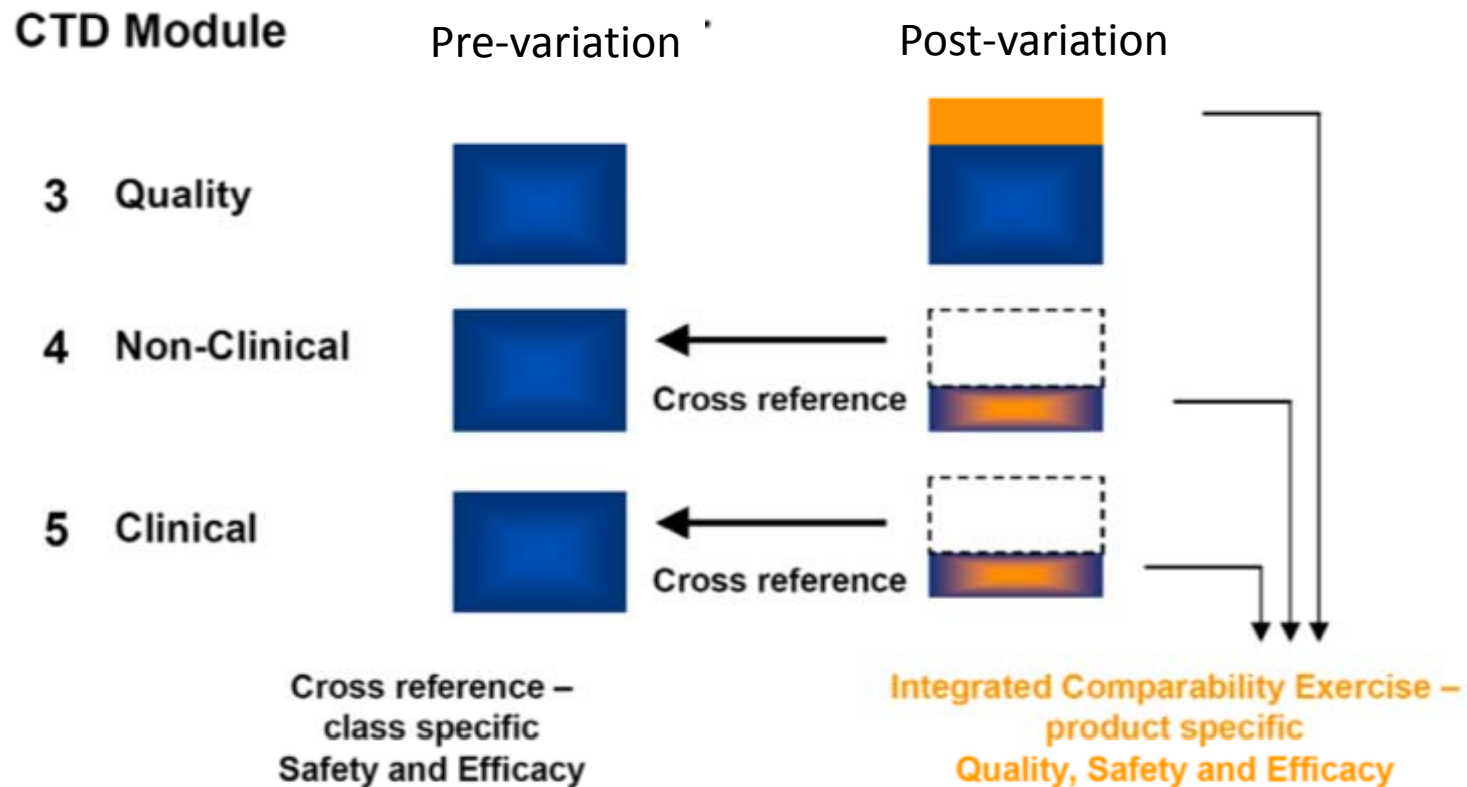 CTD Module Pre-variation Post-variation
3 Quality
4 Non-Clinical
Cross reference
5 Clinical
Cross reference
Cross reference –
class specific
Safety and Efficacy
Integrated Comparability Exercise –
product specific
Quality, Safety and Efficacy